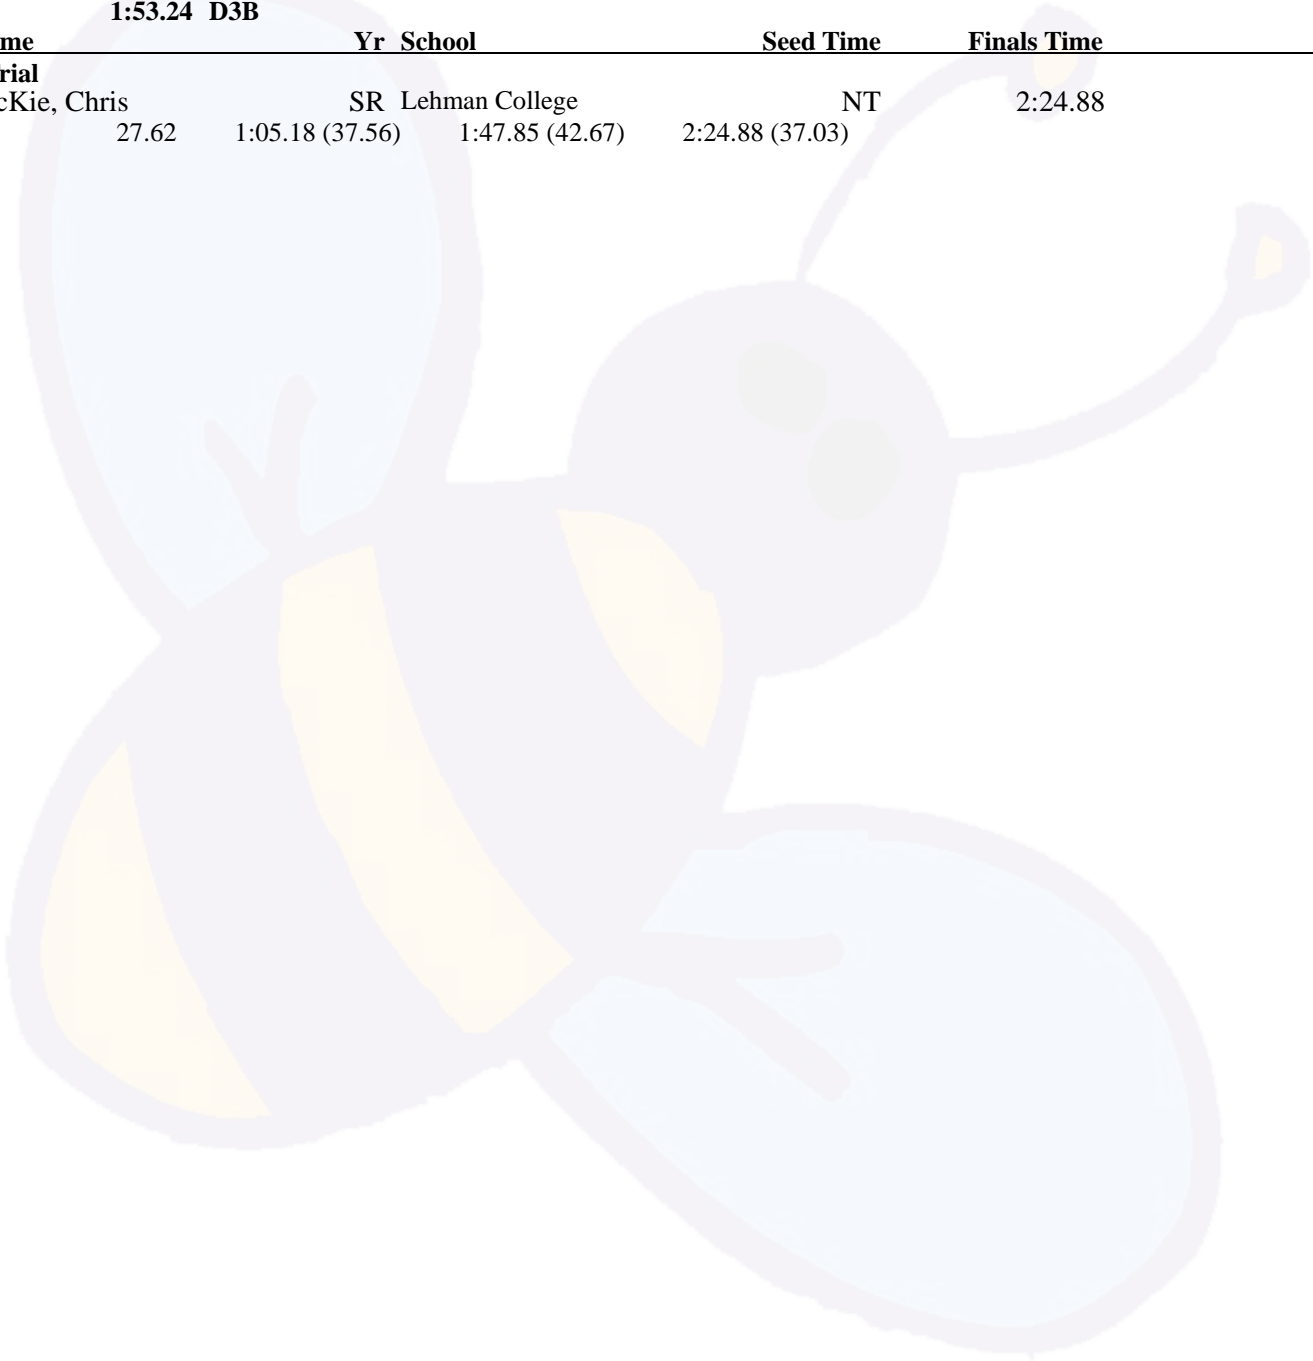 1:53.24 D3B
me Yr School Seed Time Finals Time
rial
cKie, Chris SR Lehman College NT 2:24.88
27.62 1:05.18 (37.56) 1:47.85 (42.67) 2:24.88 (37.03)